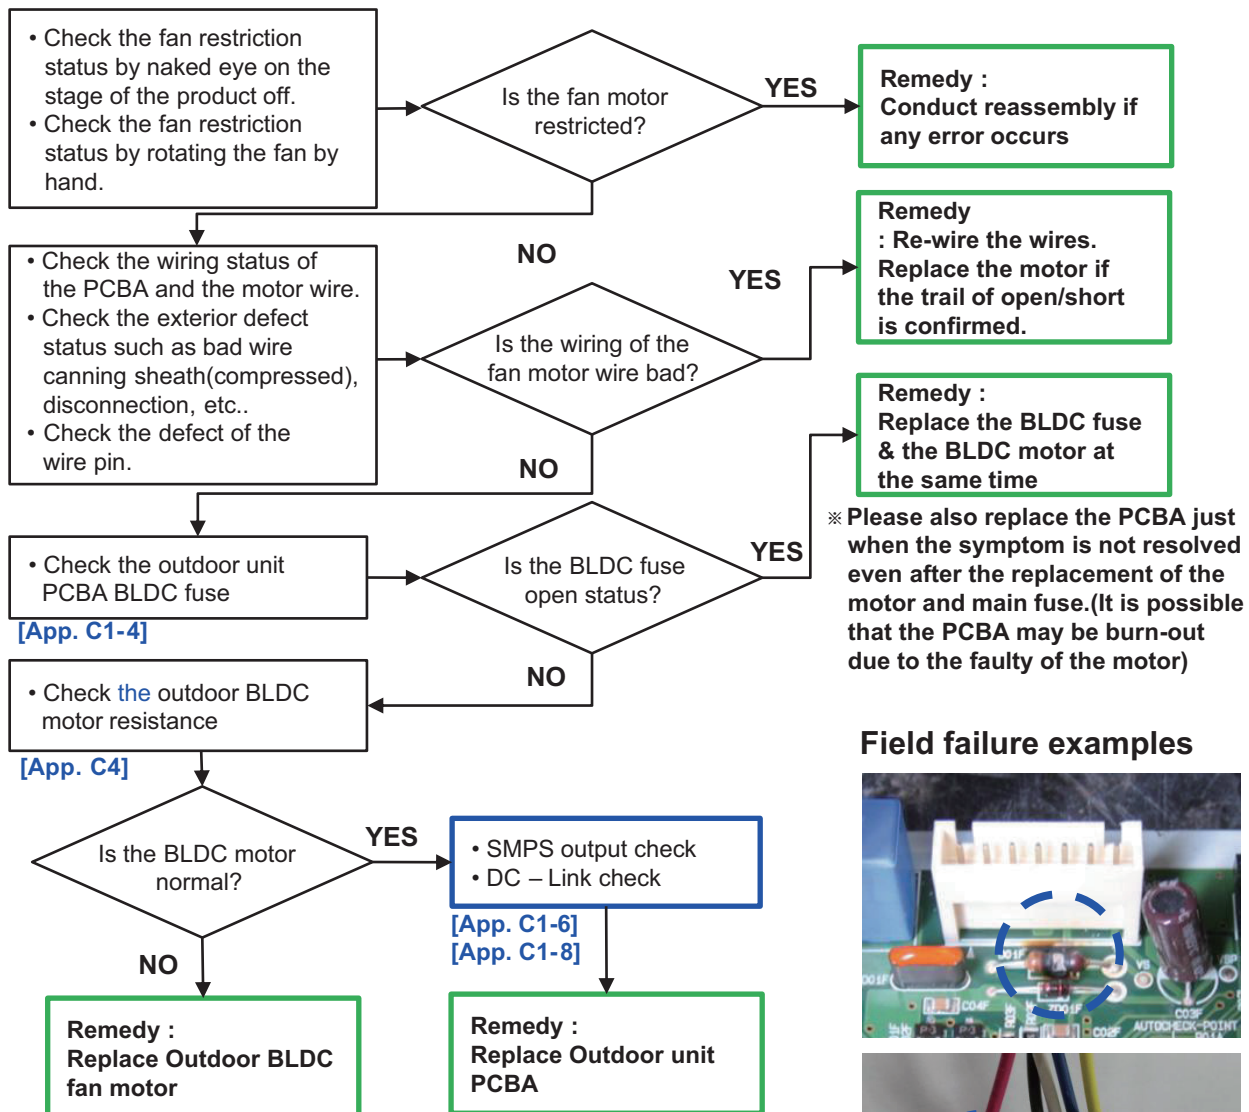 • Check the fan restriction
status by naked eye on the
stage of the product off.
• Check the fan restriction
status by rotating the fan by
hand.
Is the fan motor
restricted?
YES
Remedy :
Conduct reassembly if
any error occurs
NO
• Check the wiring status of
the PCBA and the motor wire.
• Check the exterior defect
status such as bad wire
canning sheath(compressed),
disconnection, etc..
• Check the defect of the
wire pin.
Is the wiring of the
fan motor wire bad?
YES
Remedy
: Re-wire the wires.
Replace the motor if
the trail of open/short
is confirmed.
NO
• Check the outdoor unit
PCBA BLDC fuse
[App. C1-4]
Is the BLDC fuse
open status?
YES
Remedy :
Replace the BLDC fuse
& the BLDC motor at
the same time
※ Please also replace the PCBA just
when the symptom is not resolved
even after the replacement of the
motor and main fuse.(It is possible
that the PCBA may be burn-out
due to the faulty of the motor)
NO
• Check the outdoor BLDC
motor resistance
[App. C4]
Is the BLDC motor
normal?
YES
• SMPS output check
• DC – Link check
[App. C1-6]
[App. C1-8]
NO
Remedy :
Replace Outdoor BLDC
fan motor
Remedy :
Replace Outdoor unit
PCBA
Field failure examples
C04F
ZD01F
R03F
C02F
C03F
AUTOCHECK-POINT